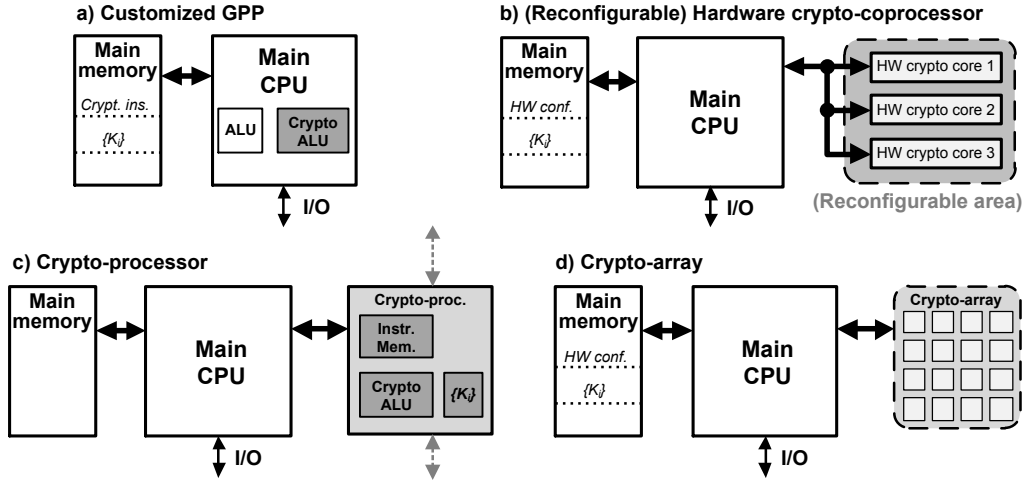 a) Customized GPP
Main
memory
Crypt. ins.
{Ki}
Main
CPU
ALU
Crypto
ALU
I/O
b) (Reconfigurable) Hardware crypto-coprocessor
Main
memory
HW conf.
{Ki}
Main
CPU
I/O
HW crypto core 1
HW crypto core 2
HW crypto core 3
(Reconfigurable area)
c) Crypto-processor
Main
memory
Main
CPU
I/O
Crypto-proc.
Instr.
Mem.
Crypto
ALU
{Ki}
d) Crypto-array
Main
memory
HW conf.
{Ki}
Main
CPU
I/O
Crypto-array